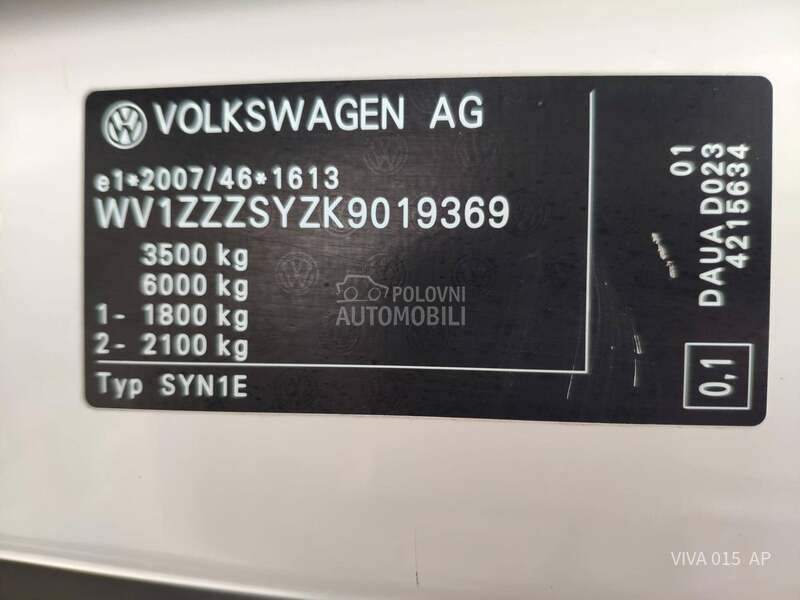 VOLKSWAGEN AG
e1*2007/46*1613
WV1ZZZSYZK9019369
3500 kg
6000 kg
1- 1800 kg
2- 2100 kg
Typ SYN1E
01
DAUA D023
4215634
0,1
POLOVNI
AUTOMOBILI
VIVA 015 AP